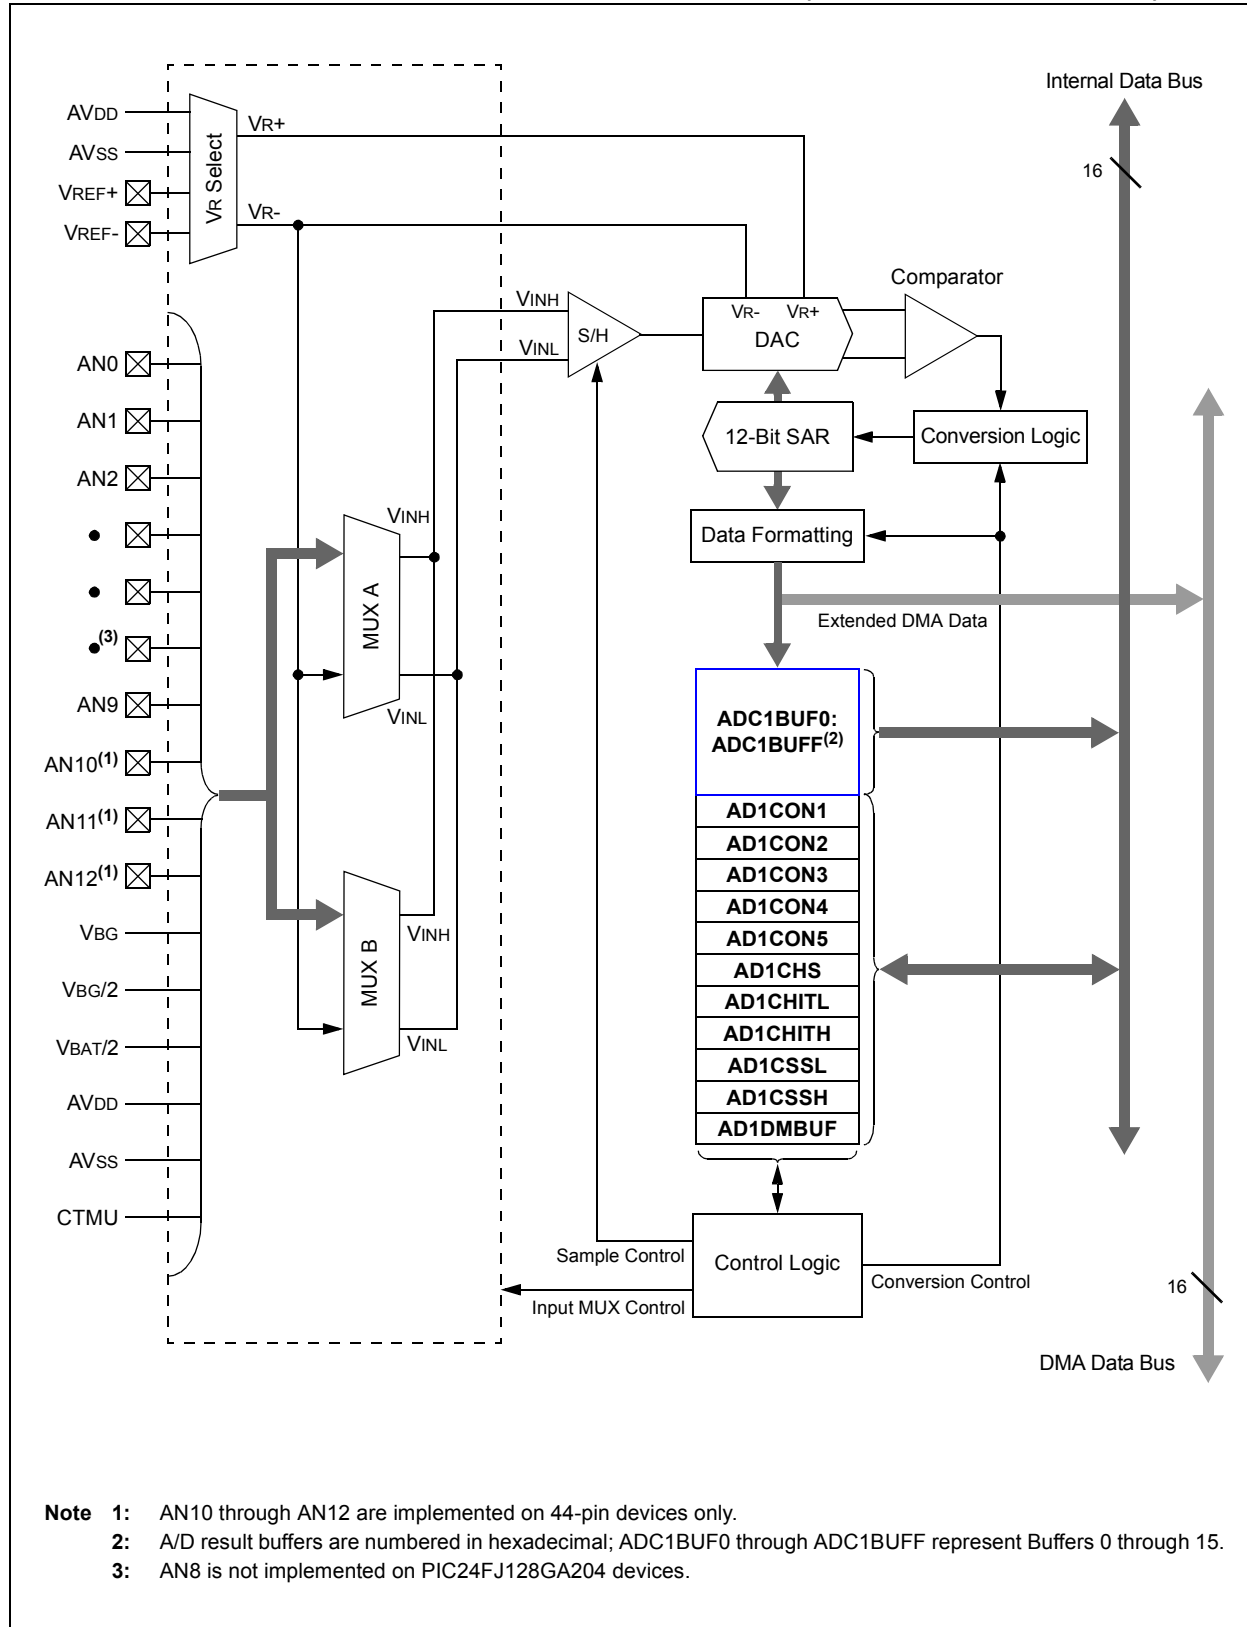 Internal Data Bus
AVDD
AVSS
VREF+
VREF-
VR Select
VR+
VR-
16
Comparator
VINH
VINL
S/H
VR- VR+
DAC
AN0
AN1
AN2
12-Bit SAR
Conversion Logic
Data Formatting
Extended DMA Data
• 
• 
•(3)
AN9
AN10(1)
AN11(1)
AN12(1)
VBG
VBG/2
VBAT/2
AVDD
AVSS
CTMU
VINH
MUX A
VINL
VINH
MUX B
VINL
ADC1BUF0:
ADC1BUFF(2)
AD1CON1
AD1CON2
AD1CON3
AD1CON4
AD1CON5
AD1CHS
AD1CHITL
AD1CHITH
AD1CSSL
AD1CSSH
AD1DMBUF
Sample Control
Control Logic
Conversion Control
Input MUX Control
16
DMA Data Bus
Note 1: AN10 through AN12 are implemented on 44-pin devices only.
2: A/D result buffers are numbered in hexadecimal; ADC1BUF0 through ADC1BUFF represent Buffers 0 through 15.
3: AN8 is not implemented on PIC24FJ128GA204 devices.